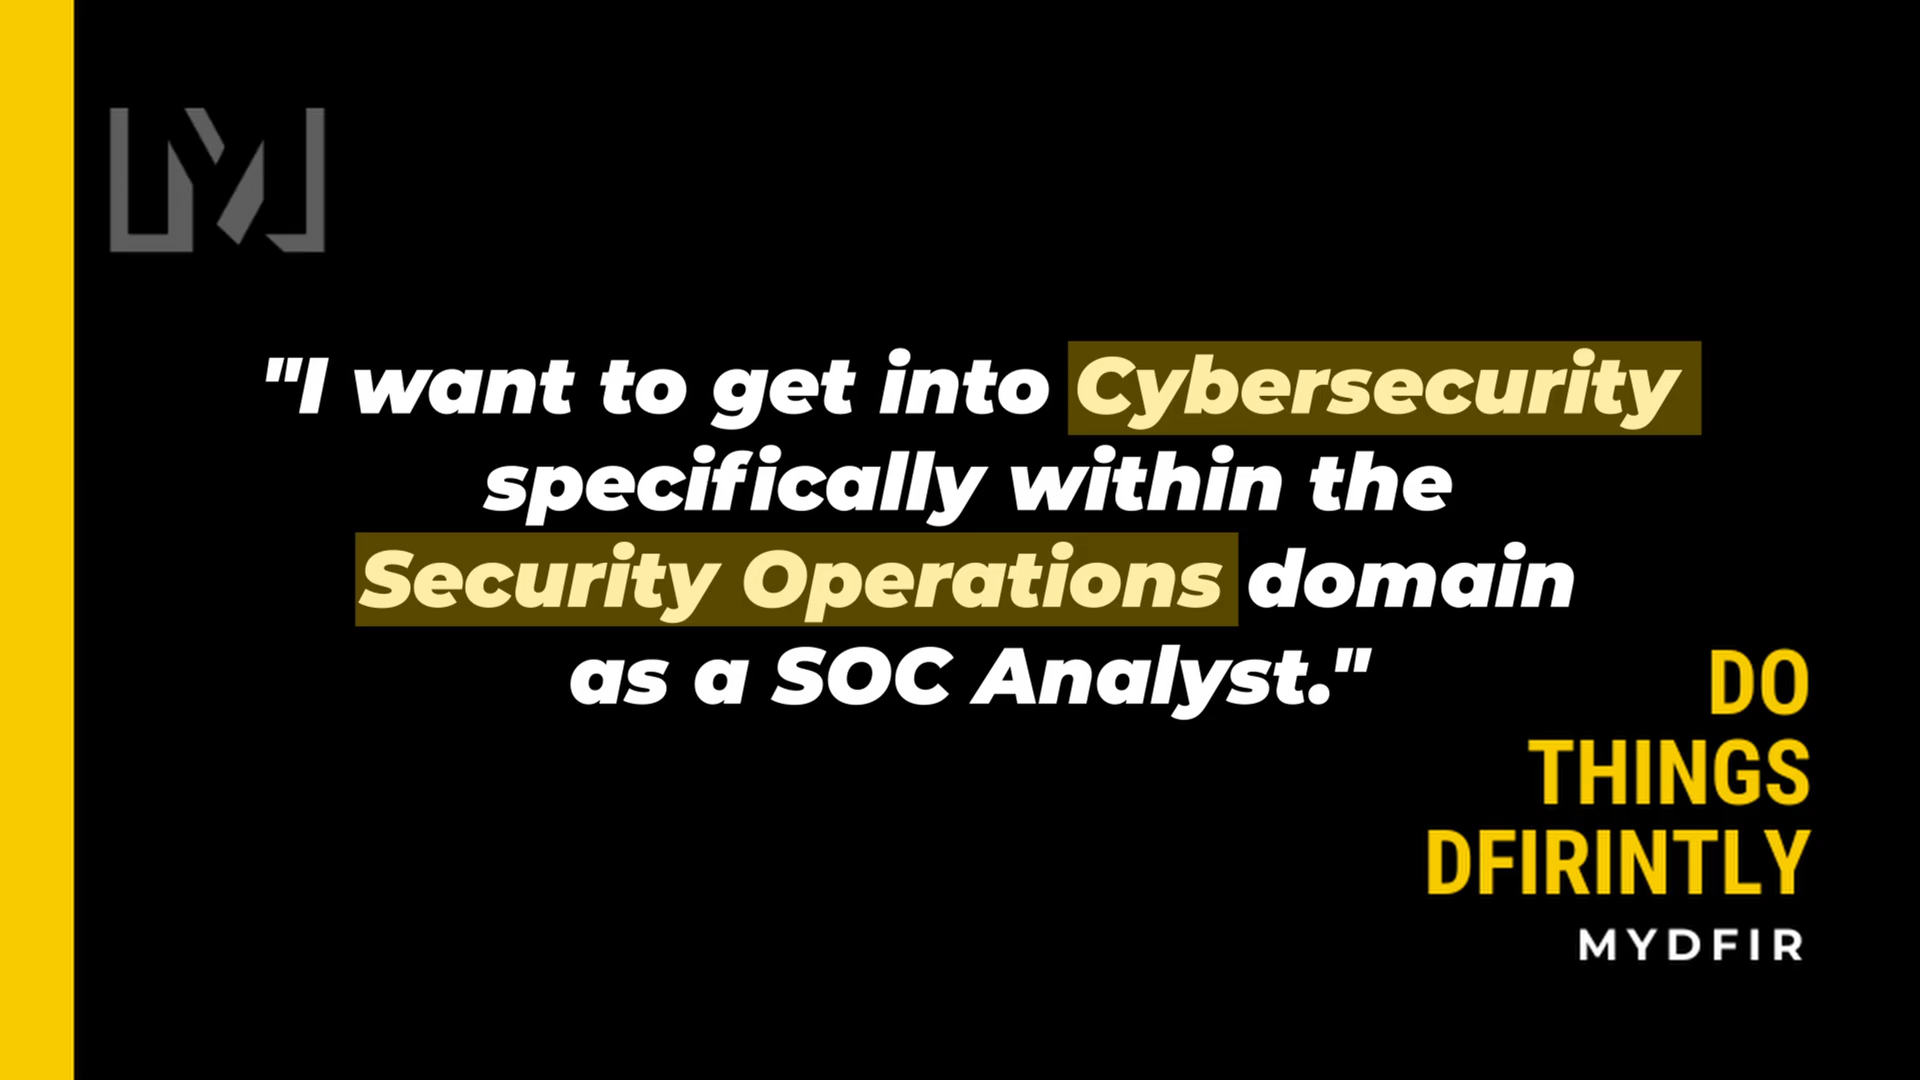 "I want to get into Cybersecurity
specifically within the
Security Operations domain
as a SOC Analyst."
DO
THINGS
DFIRINTLY
MYDFIR